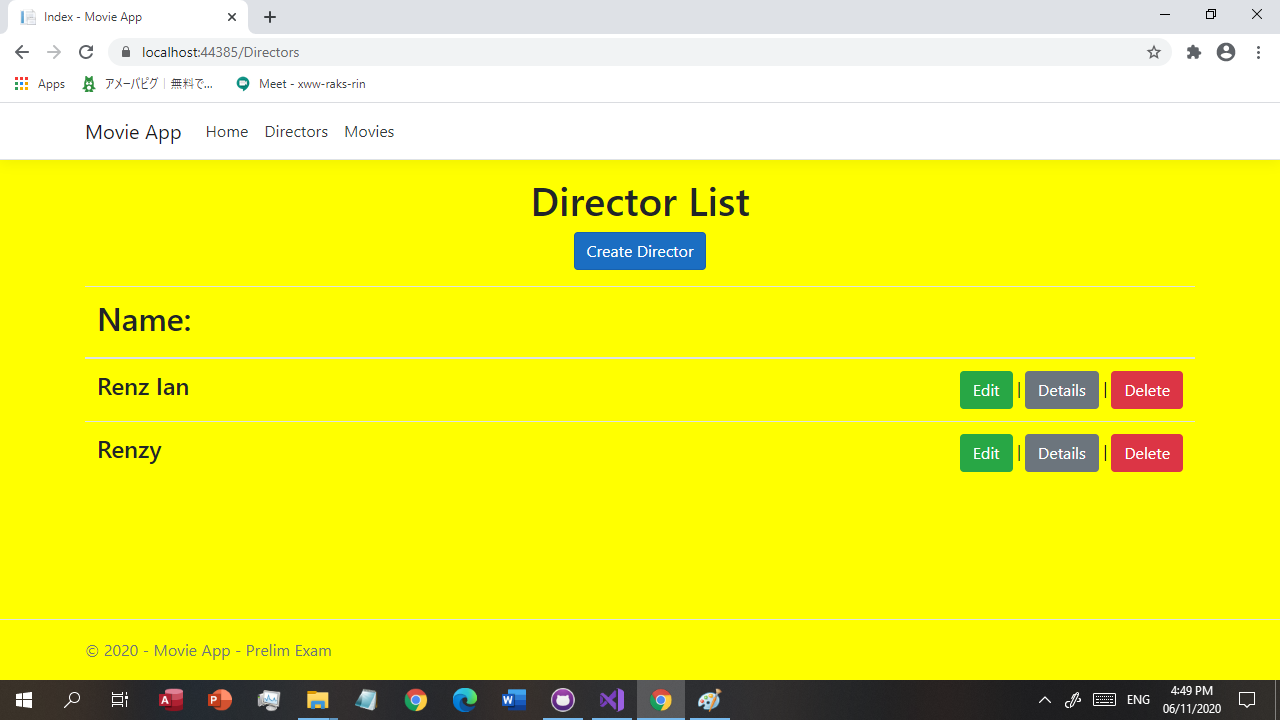 Index - Movie App
localhost:44385/Directors
Apps
アメーバピグ｜無料で...
Meet - xww-raks-rin
Movie App Home Directors Movies
Director List
Create Director
Name:
Renz Ian Edit | Details | Delete
Renzy Edit | Details | Delete
© 2020 - Movie App - Prelim Exam
ENG
4:49 PM
06/11/2020